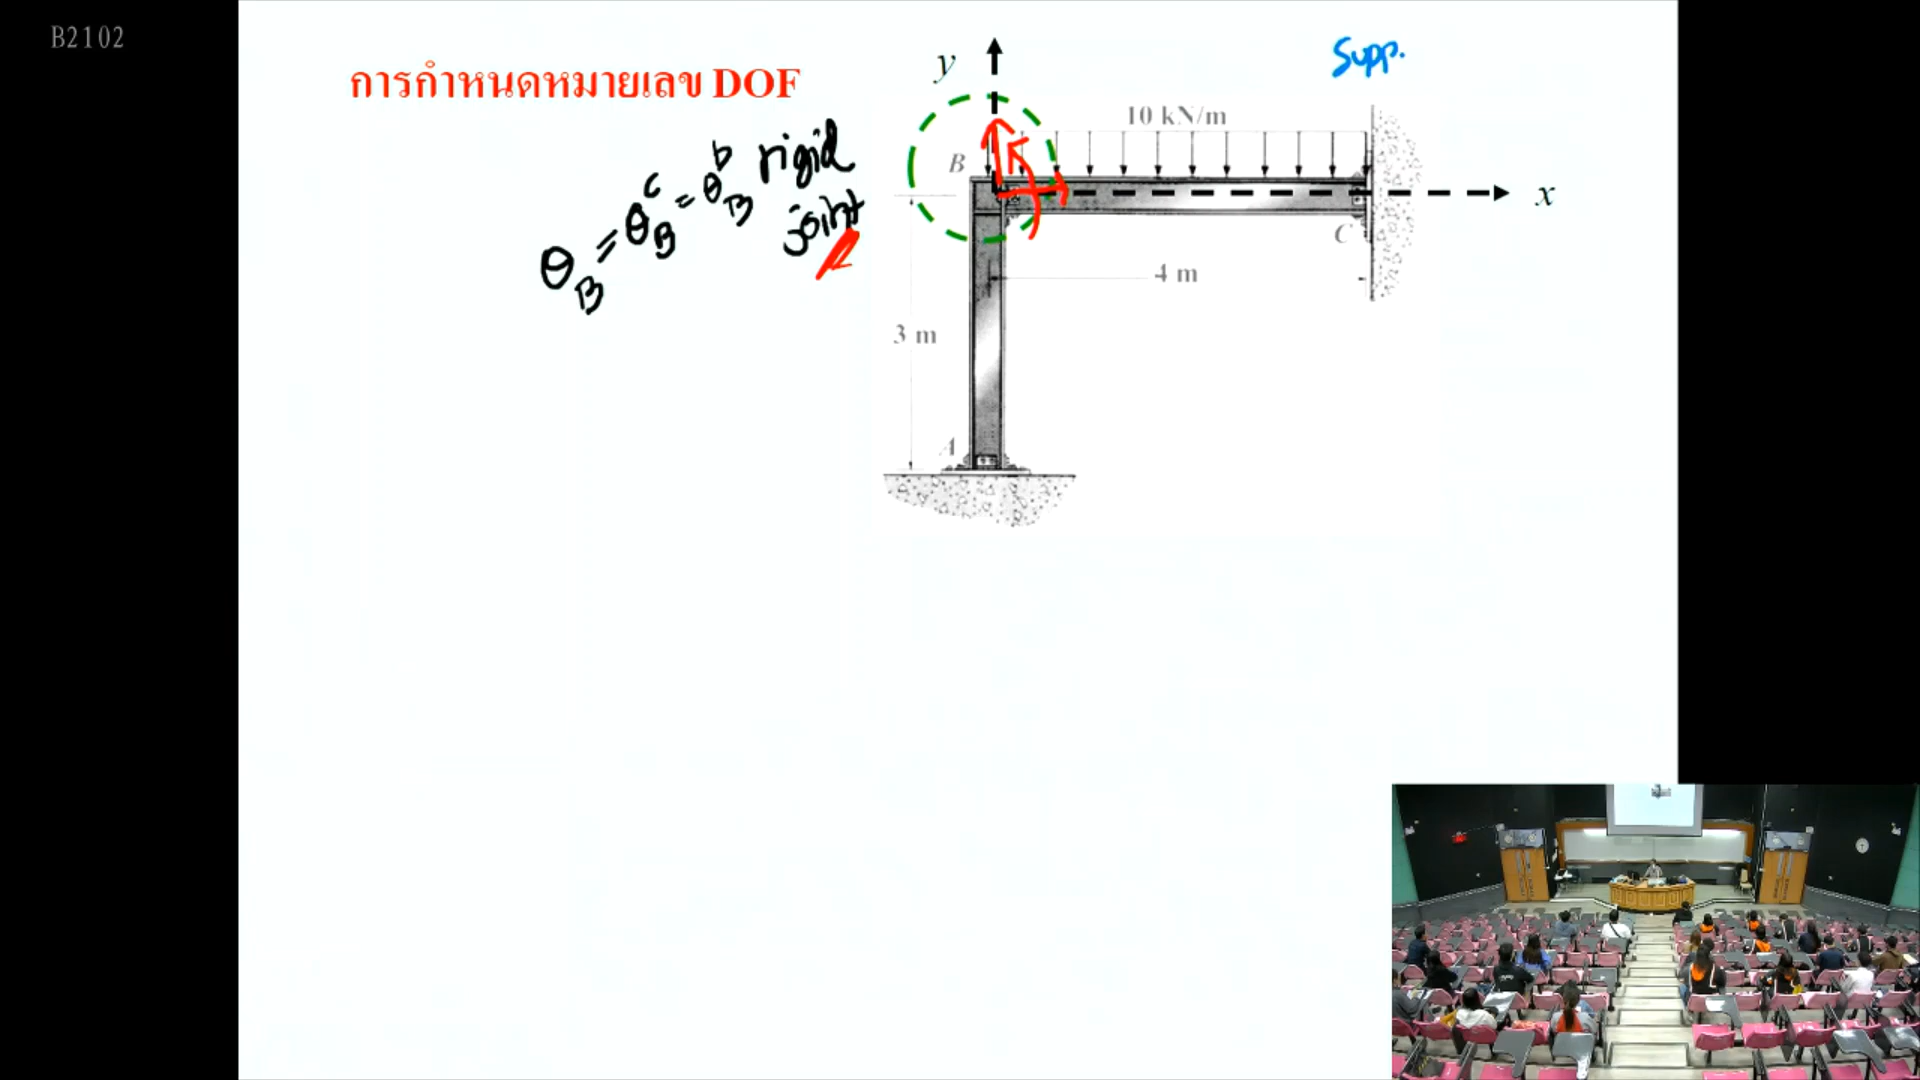 B2102
การกำหนดหมายเลข DOF
Supp.
y
10 kN/m
B
x
C
θB = θB^c = θB^b rigid
joint
4 m
3 m
A